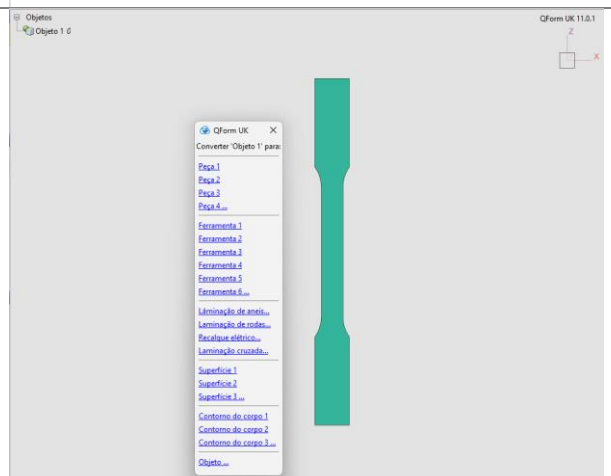 Objetos
Objeto 1 0
QForm UK 11.0.1
Z
X
QForm UK
Converter 'Objeto 1' para:
Peça 1
Peça 2
Peça 3
Peça 4 ...
Ferramenta 1
Ferramenta 2
Ferramenta 3
Ferramenta 4
Ferramenta 5
Ferramenta 6 ...
Lâminação de aneis...
Laminação de rodas...
Recalque elétrico...
Laminação cruzada...
Superfície 1
Superfície 2
Superfície 3 ...
Contorno do corpo 1
Contorno do corpo 2
Contorno do corpo 3 ...
Objeto ...